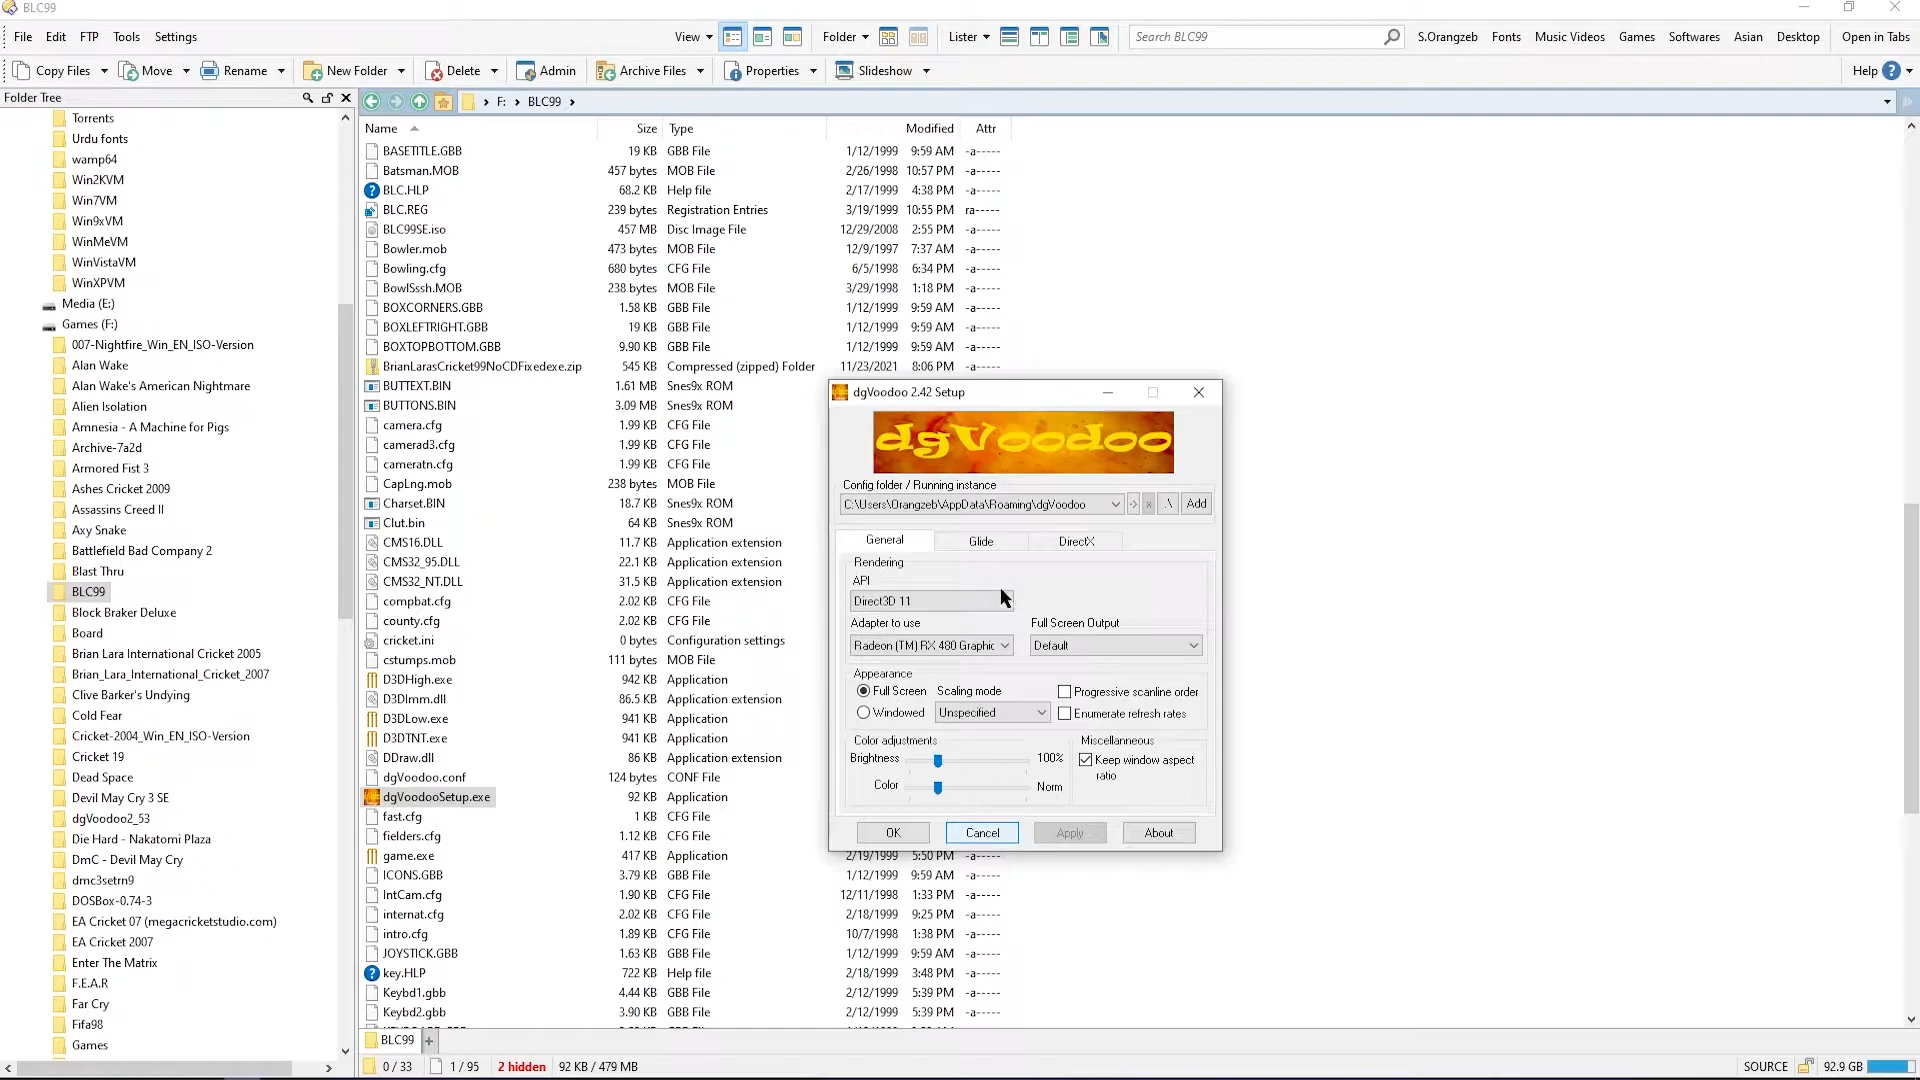 BLC99
File Edit FTP Tools Settings View Folder Lister Search BLC99 S.Orangzeb Fonts Music Videos Games Softwares Asian Desktop Open in Tabs
Copy Files Move Rename New Folder Delete Admin Archive Files Properties Slideshow Help
Folder Tree
F: BLC99
Torrents
Urdu fonts
wamp64
Win2KVM
Win7VM
Win9xVM
WinMeVM
WinVistaVM
WinXPVM
Media (E:)
Games (F:)
007-Nightfire_Win_EN_ISO-Version
Alan Wake
Alan Wake's American Nightmare
Alien Isolation
Amnesia - A Machine for Pigs
Archive-7a2d
Armored Fist 3
Ashes Cricket 2009
Assassins Creed II
Axy Snake
Battlefield Bad Company 2
Blast Thru
BLC99
Block Braker Deluxe
Board
Brian Lara International Cricket 2005
Brian_Lara_International_Cricket_2007
Clive Barker's Undying
Cold Fear
Cricket-2004_Win_EN_ISO-Version
Cricket 19
Dead Space
Devil May Cry 3 SE
dgVoodoo2_53
Die Hard - Nakatomi Plaza
DmC - Devil May Cry
dmc3setrn9
DOSBox-0.74-3
EA Cricket 07 (megacricketstudio.com)
EA Cricket 2007
Enter The Matrix
F.E.A.R
Far Cry
Fifa98
Games
Name Size Type Modified Attr
BASETITLE.GBB 19 KB GBB File 1/12/1999 9:59 AM -a-----
Batsman.MOB 457 bytes MOB File 2/26/1998 10:57 PM -a-----
BLC.HLP 68.2 KB Help file 2/17/1999 4:38 PM -a-----
BLC.REG 239 bytes Registration Entries 3/19/1999 10:55 PM ra-----
BLC99SE.iso 457 MB Disc Image File 12/29/2008 2:55 PM -a-----
Bowler.mob 473 bytes MOB File 12/9/1997 7:37 AM -a-----
Bowling.cfg 680 bytes CFG File 6/5/1998 6:34 PM -a-----
BowlSssh.MOB 238 bytes MOB File 3/29/1998 1:18 PM -a-----
BOXCORNERS.GBB 1.58 KB GBB File 1/12/1999 9:59 AM -a-----
BOXLEFTRIGHT.GBB 19 KB GBB File 1/12/1999 9:59 AM -a-----
BOXTOPBOTTOM.GBB 9.90 KB GBB File 1/12/1999 9:59 AM -a-----
BrianLarasCricket99NoCDFixedexe.zip 545 KB Compressed (zipped) Folder 11/23/2021 8:06 PM -a-----
BUTTEXT.BIN 1.61 MB Snes9x ROM
BUTTONS.BIN 3.09 MB Snes9x ROM
camera.cfg 1.99 KB CFG File
camerad3.cfg 1.99 KB CFG File
cameratn.cfg 1.99 KB CFG File
CapLng.mob 238 bytes MOB File
Charset.BIN 18.7 KB Snes9x ROM
Clut.bin 64 KB Snes9x ROM
CMS16.DLL 11.7 KB Application extension
CMS32_95.DLL 22.1 KB Application extension
CMS32_NT.DLL 31.5 KB Application extension
compbat.cfg 2.02 KB CFG File
county.cfg 2.02 KB CFG File
cricket.ini 0 bytes Configuration settings
cstumps.mob 111 bytes MOB File
D3DHigh.exe 942 KB Application
D3DImm.dll 86.5 KB Application extension
D3DLow.exe 941 KB Application
D3DTNT.exe 941 KB Application
DDraw.dll 86 KB Application extension
dgVoodoo.conf 124 bytes CONF File
dgVoodooSetup.exe 92 KB Application
fast.cfg 1 KB CFG File
fielders.cfg 1.12 KB CFG File
game.exe 417 KB Application 2/19/1999 5:50 PM -a-----
ICONS.GBB 3.79 KB GBB File 1/12/1999 9:59 AM -a-----
IntCam.cfg 1.90 KB CFG File 12/11/1998 1:33 PM -a-----
internat.cfg 2.02 KB CFG File 2/18/1999 9:25 PM -a-----
intro.cfg 1.89 KB CFG File 10/7/1998 1:38 PM -a-----
JOYSTICK.GBB 1.63 KB GBB File 1/12/1999 9:59 AM -a-----
key.HLP 722 KB Help file 2/18/1999 3:48 PM -a-----
Keybd1.gbb 4.44 KB GBB File 2/12/1999 5:39 PM -a-----
Keybd2.gbb 3.90 KB GBB File 2/12/1999 5:39 PM -a-----
dgVoodoo 2.42 Setup
dgVoodoo
Config folder / Running instance
C:\Users\Orangzeb\AppData\Roaming\dgVoodoo -> x .\ Add
General Glide DirectX
Rendering
API
Direct3D 11
Adapter to use Full Screen Output
Radeon (TM) RX 480 Graphic Default
Appearance
Full Screen Scaling mode Progressive scanline order
Windowed Unspecified Enumerate refresh rates
Color adjustments Miscellaneous
Brightness 100% Keep window aspect
ratio
Color Norm
OK Cancel Apply About
BLC99 +
0 / 33 1 / 95 2 hidden 92 KB / 479 MB SOURCE 92.9 GB